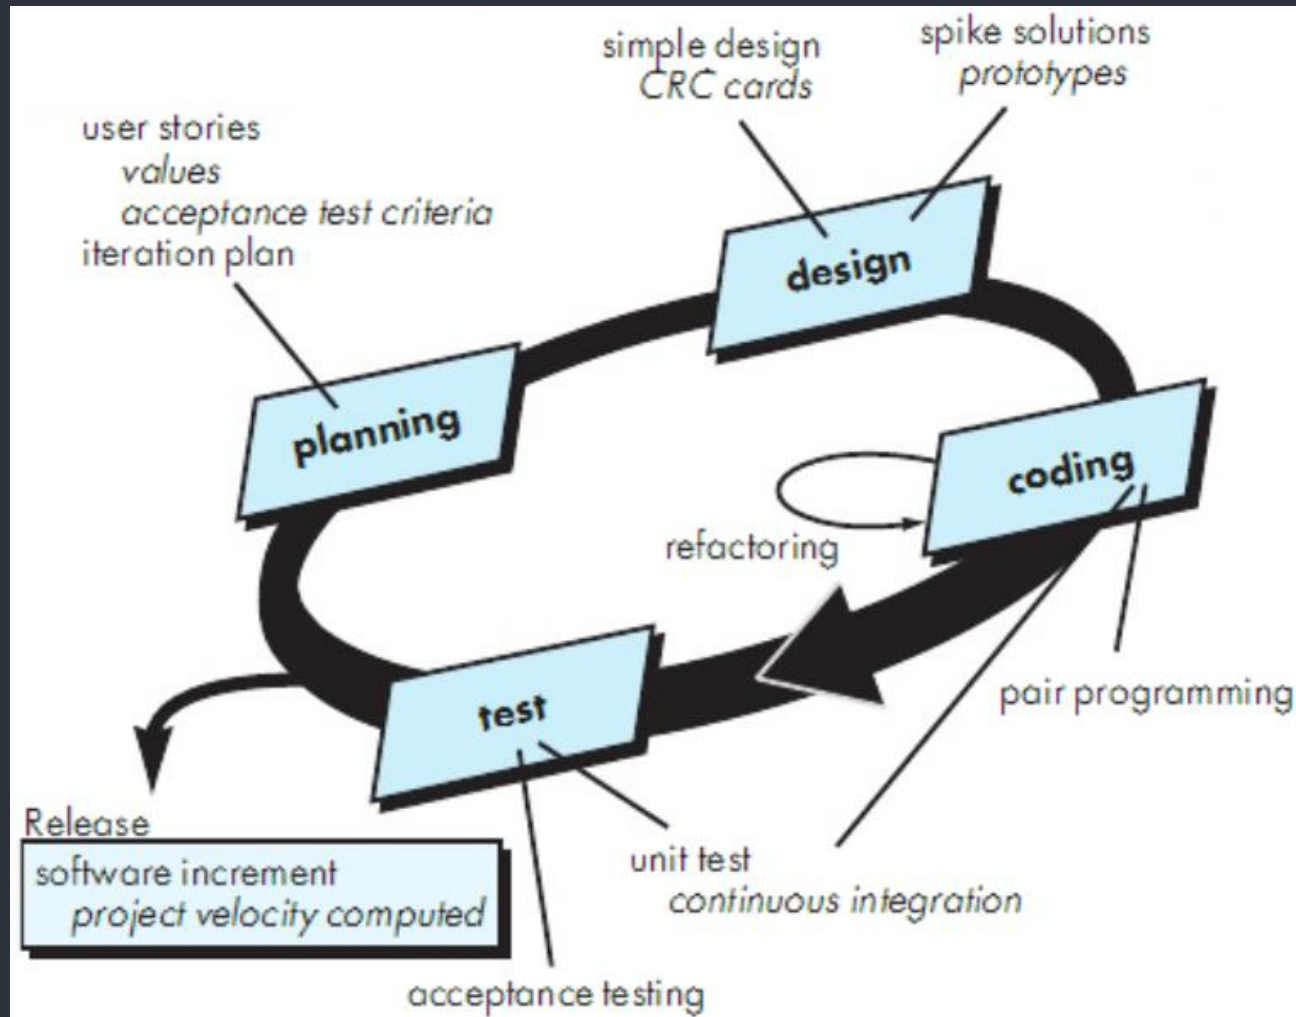 simple design
CRC cards
spike solutions
prototypes
user stories
values
acceptance test criteria
iteration plan
design
planning
coding
refactoring
test
pair programming
Release
software increment
project velocity computed
unit test
continuous integration
acceptance testing